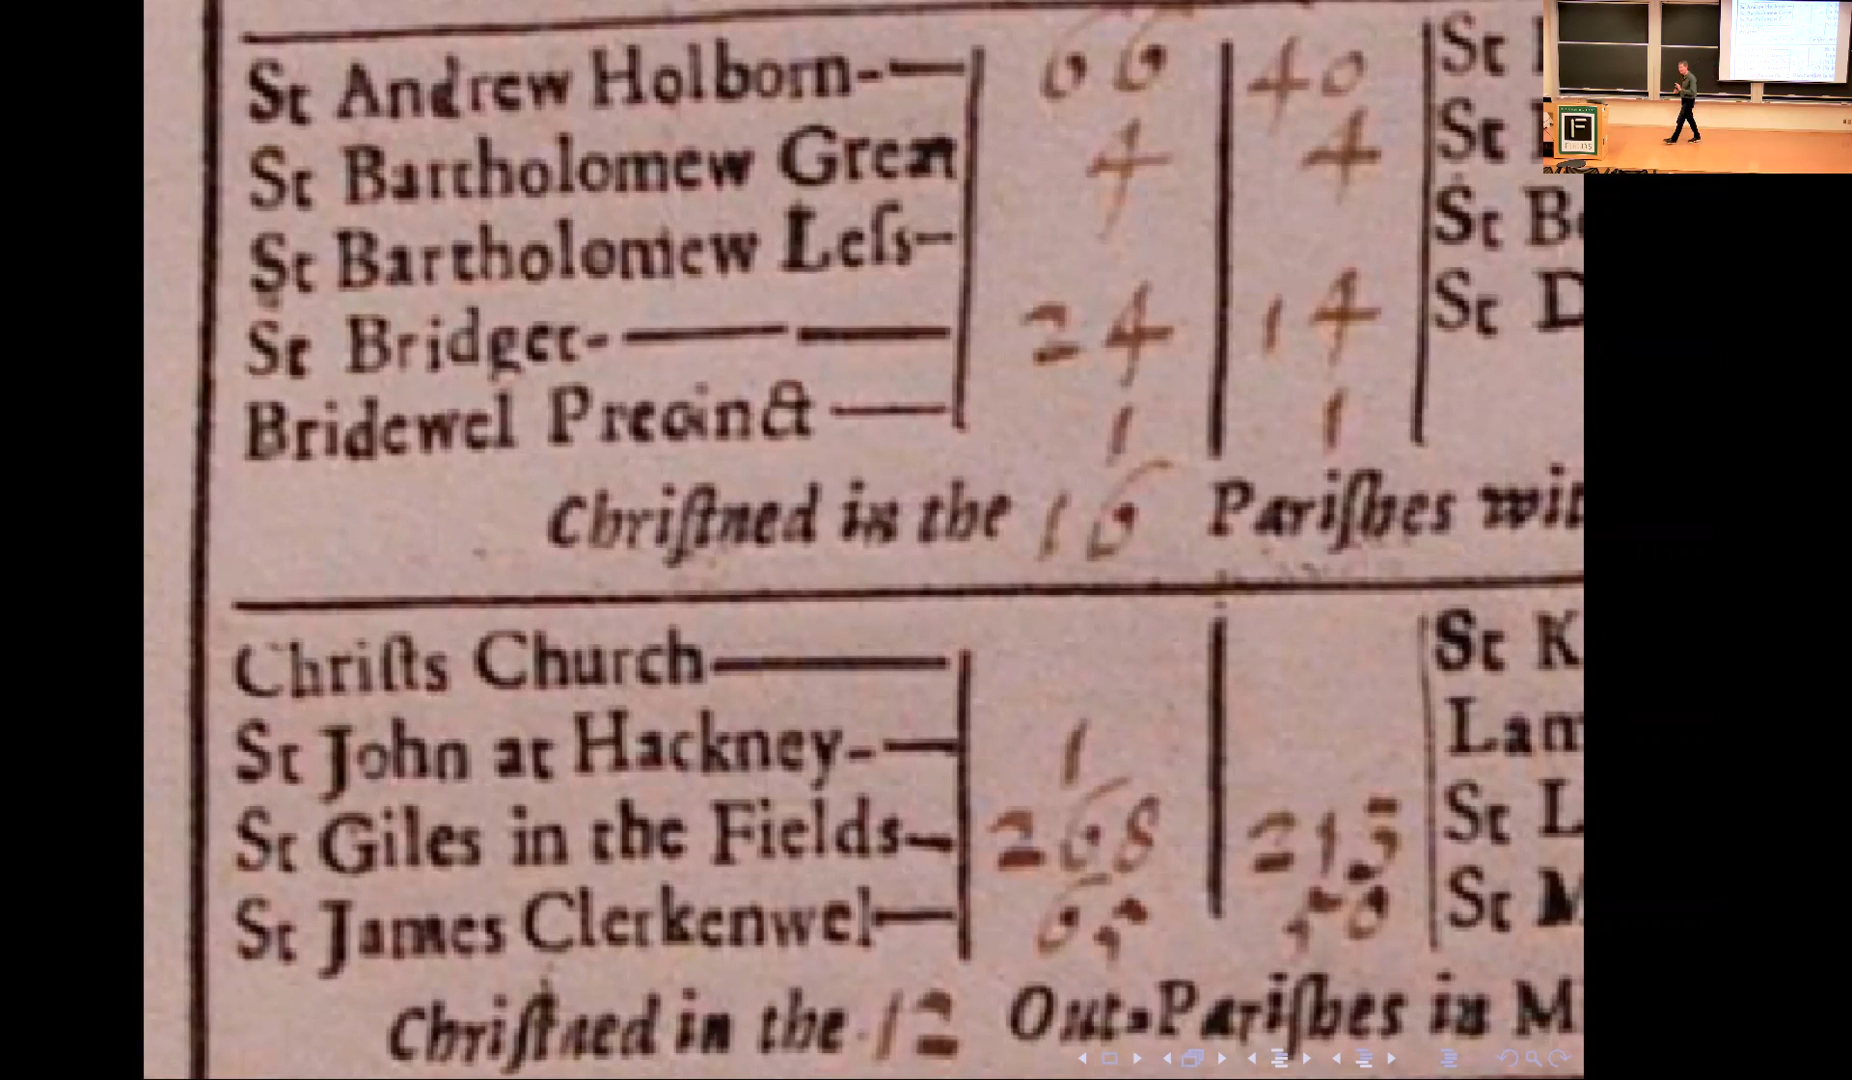 St Andrew Holborn-— 66 40 St
St Bartholomew Great 4 4 St
St Bartholomew Leſs- St B
St Bridget-— — 24 14 St D
Bridewel Precinct — 1 1
Chriſtned in the 16 Pariſhes wit
Chriſts Church— St K
St John at Hackney-— 1 Lam
St Giles in the Fields- 268 215 St L
St James Clerkenwel— St M
Chriſtned in the 12 Out-Pariſhes in M
F
FIELDS